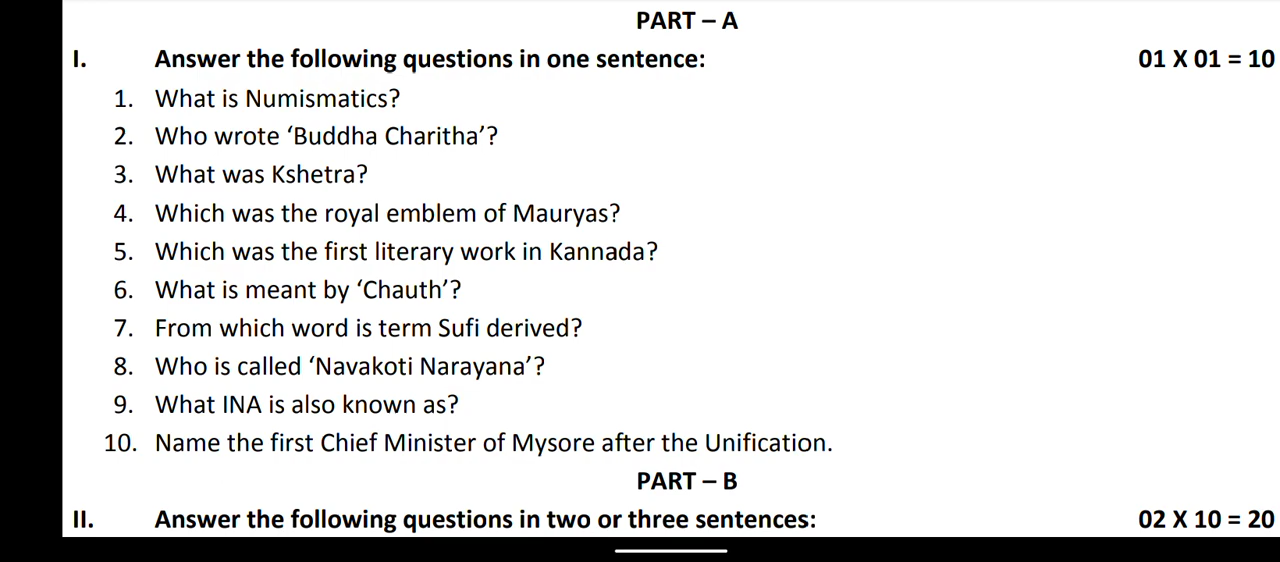 PART – A
I. Answer the following questions in one sentence: 01 X 01 = 10
1. What is Numismatics?
2. Who wrote ‘Buddha Charitha’?
3. What was Kshetra?
4. Which was the royal emblem of Mauryas?
5. Which was the first literary work in Kannada?
6. What is meant by ‘Chauth’?
7. From which word is term Sufi derived?
8. Who is called ‘Navakoti Narayana’?
9. What INA is also known as?
10. Name the first Chief Minister of Mysore after the Unification.
PART – B
II. Answer the following questions in two or three sentences: 02 X 10 = 20